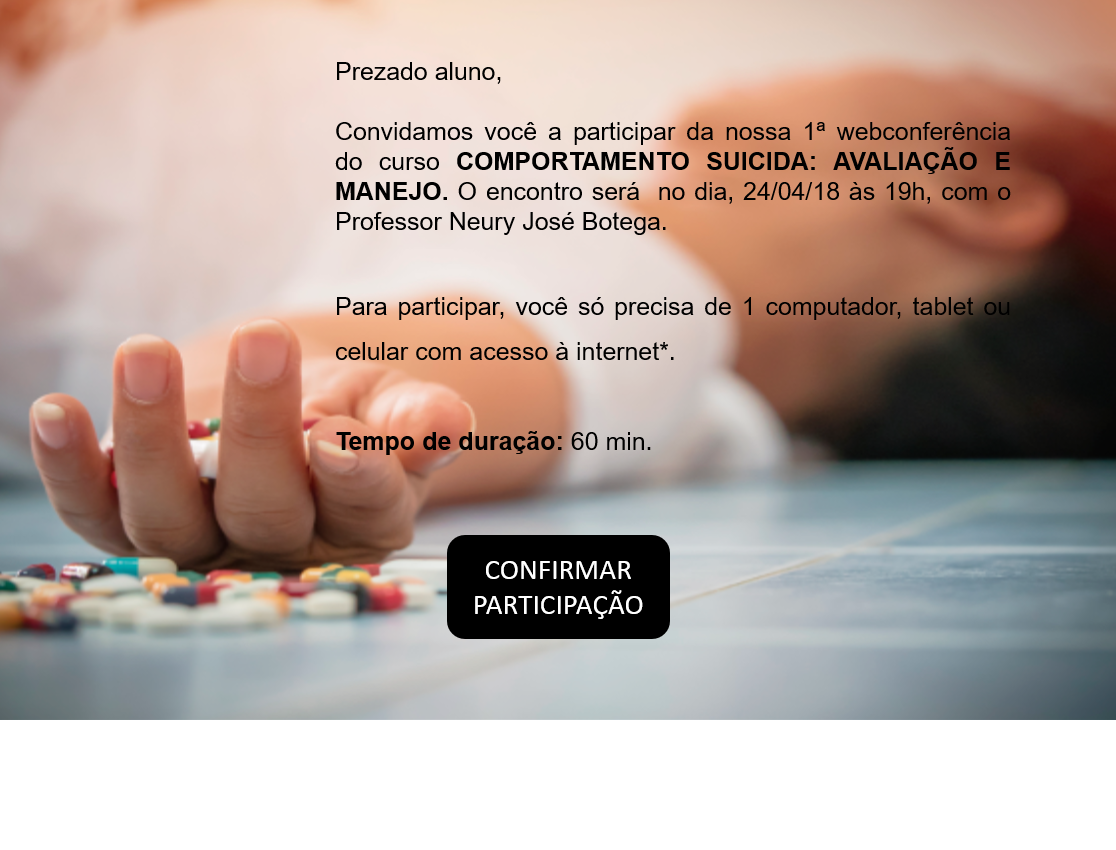 Prezado aluno,
Convidamos você a participar da nossa 1ª webconferência
do curso COMPORTAMENTO SUICIDA: AVALIAÇÃO E
MANEJO. O encontro será no dia, 24/04/18 às 19h, com o
Professor Neury José Botega.
Para participar, você só precisa de 1 computador, tablet ou
celular com acesso à internet*.
Tempo de duração: 60 min.
CONFIRMAR
PARTICIPAÇÃO